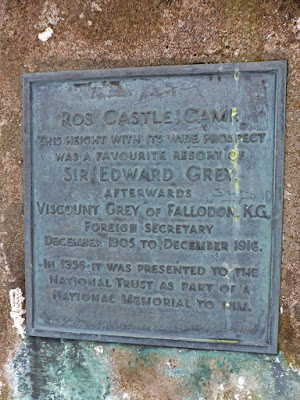 ROS CASTLE CAMP
THIS HEIGHT WITH ITS WIDE PROSPECT
WAS A FAVOURITE RESORT OF
SIR EDWARD GREY
AFTERWARDS
VISCOUNT GREY OF FALLODON, K.G.
FOREIGN SECRETARY
DECEMBER 1905 TO DECEMBER 1916.
IN 1936 IT WAS PRESENTED TO THE
NATIONAL TRUST AS PART OF A
NATIONAL MEMORIAL TO HIM.